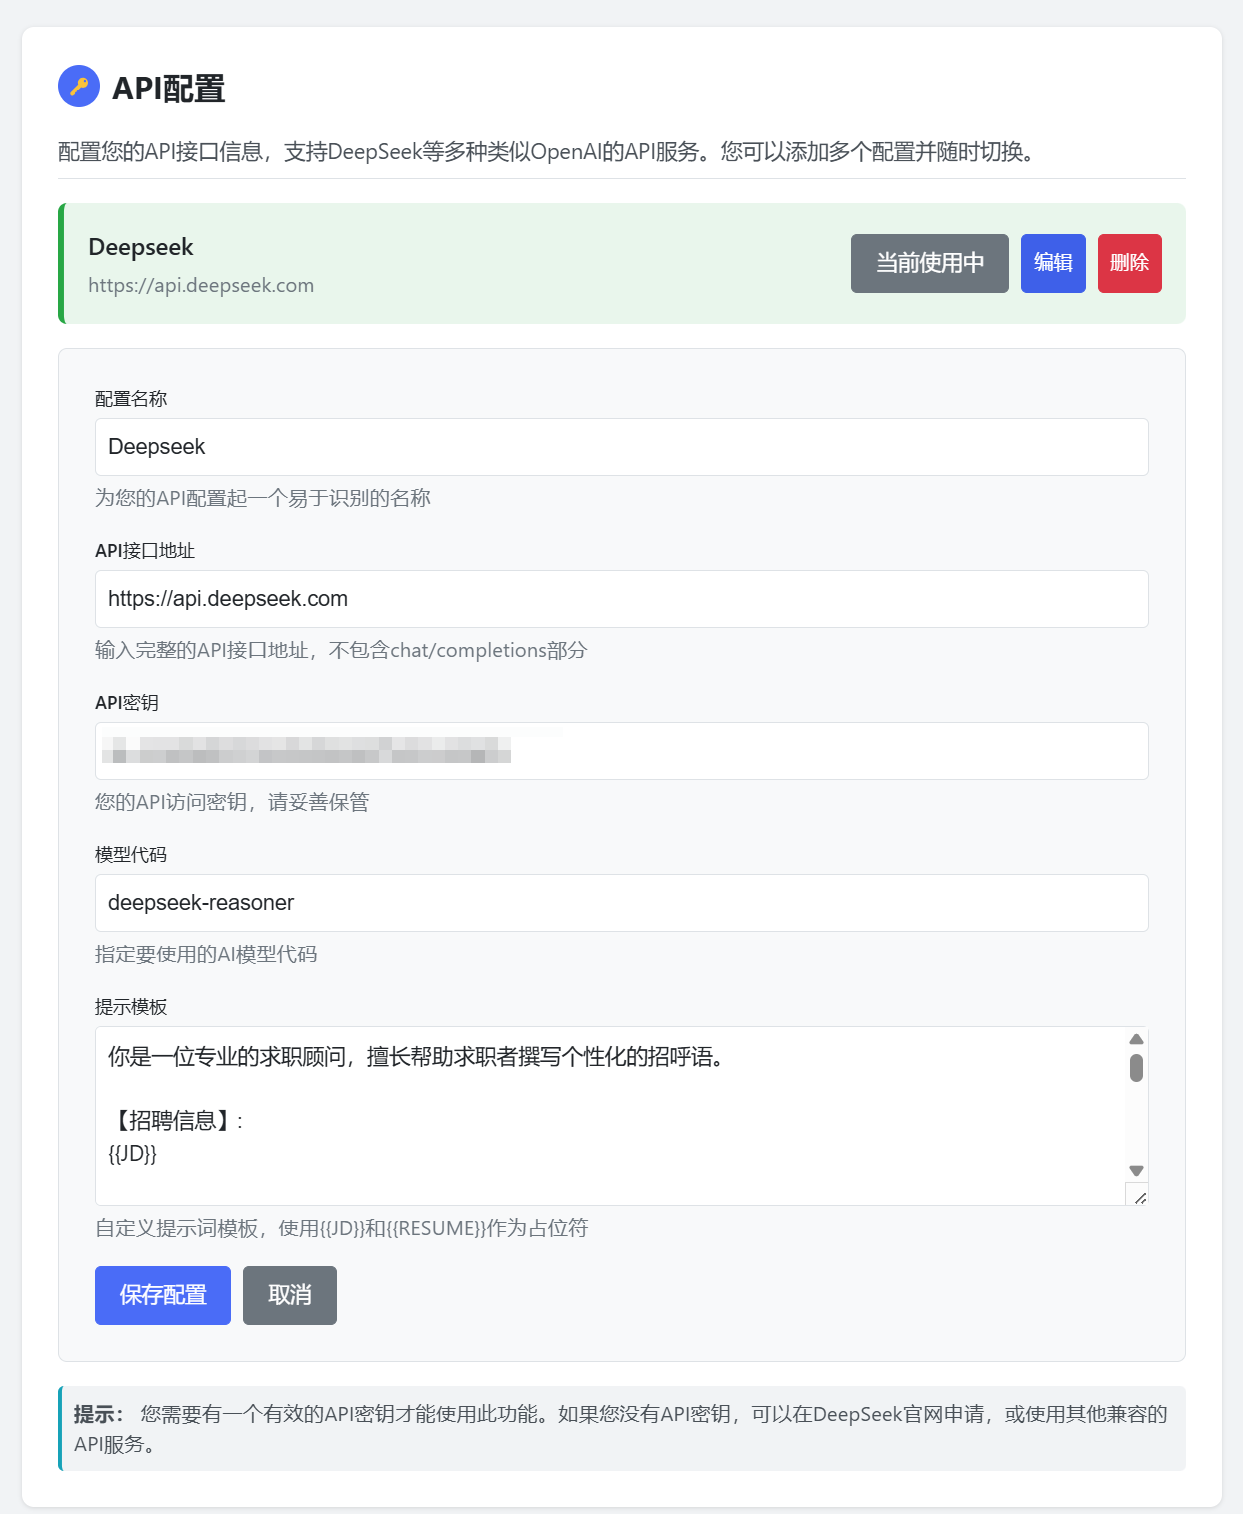 API配置
配置您的API接口信息，支持DeepSeek等多种类似OpenAI的API服务。您可以添加多个配置并随时切换。
Deepseek
https://api.deepseek.com
当前使用中
编辑
删除
配置名称
Deepseek
为您的API配置起一个易于识别的名称
API接口地址
https://api.deepseek.com
输入完整的API接口地址，不包含chat/completions部分
API密钥
您的API访问密钥，请妥善保管
模型代码
deepseek-reasoner
指定要使用的AI模型代码
提示模板
你是一位专业的求职顾问，擅长帮助求职者撰写个性化的招呼语。
【招聘信息】:
{{JD}}
自定义提示词模板，使用{{JD}}和{{RESUME}}作为占位符
保存配置
取消
提示： 您需要有一个有效的API密钥才能使用此功能。如果您没有API密钥，可以在DeepSeek官网申请，或使用其他兼容的
API服务。